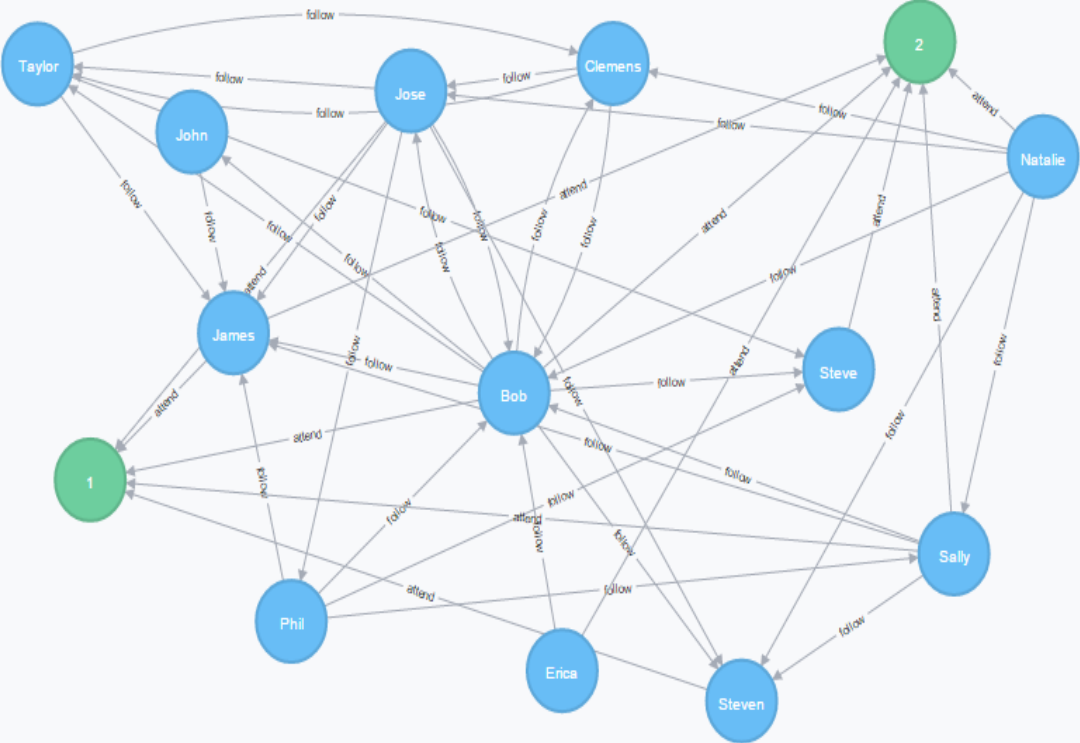 follow
2
Taylor
Clemens
follow
follow
Jose
follow
attend
follow
follow
John
Natalie
follow
attend
follow
follow
follow
follow
attend
follow
follow
attend
follow
follow
follow
attend
attend
James
follow
follow
attend
follow
Steve
follow
follow
Bob
attend
follow
attend
follow
follow
follow
1
follow
follow
follow
attend
follow
follow
Sally
attend
follow
Phil
follow
Erica
Steven